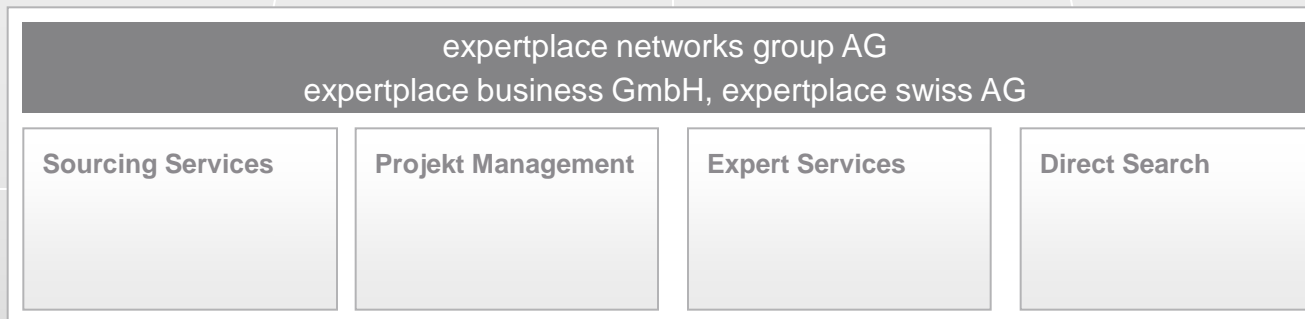 expertplace networks group AG
expertplace business GmbH, expertplace swiss AG
Sourcing Services
Projekt Management
Expert Services
Direct Search